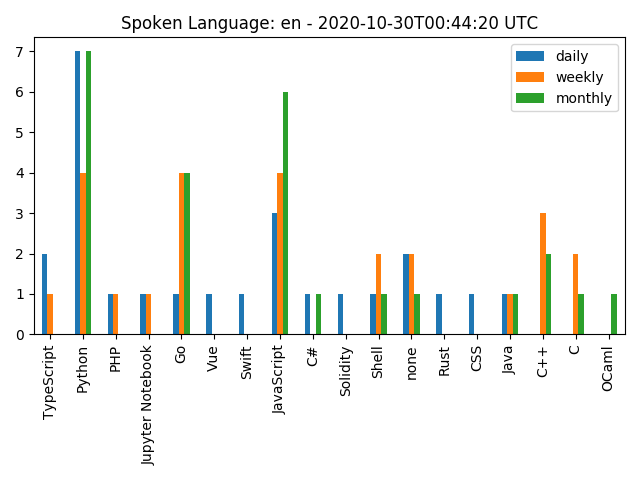 Spoken Language: en - 2020-10-30T00:44:20 UTC
daily
weekly
monthly
7
6
5
4
3
2
1
0
TypeScript
Python
PHP
Jupyter Notebook
Go
Vue
Swift
JavaScript
C#
Solidity
Shell
none
Rust
CSS
Java
C++
C
OCaml